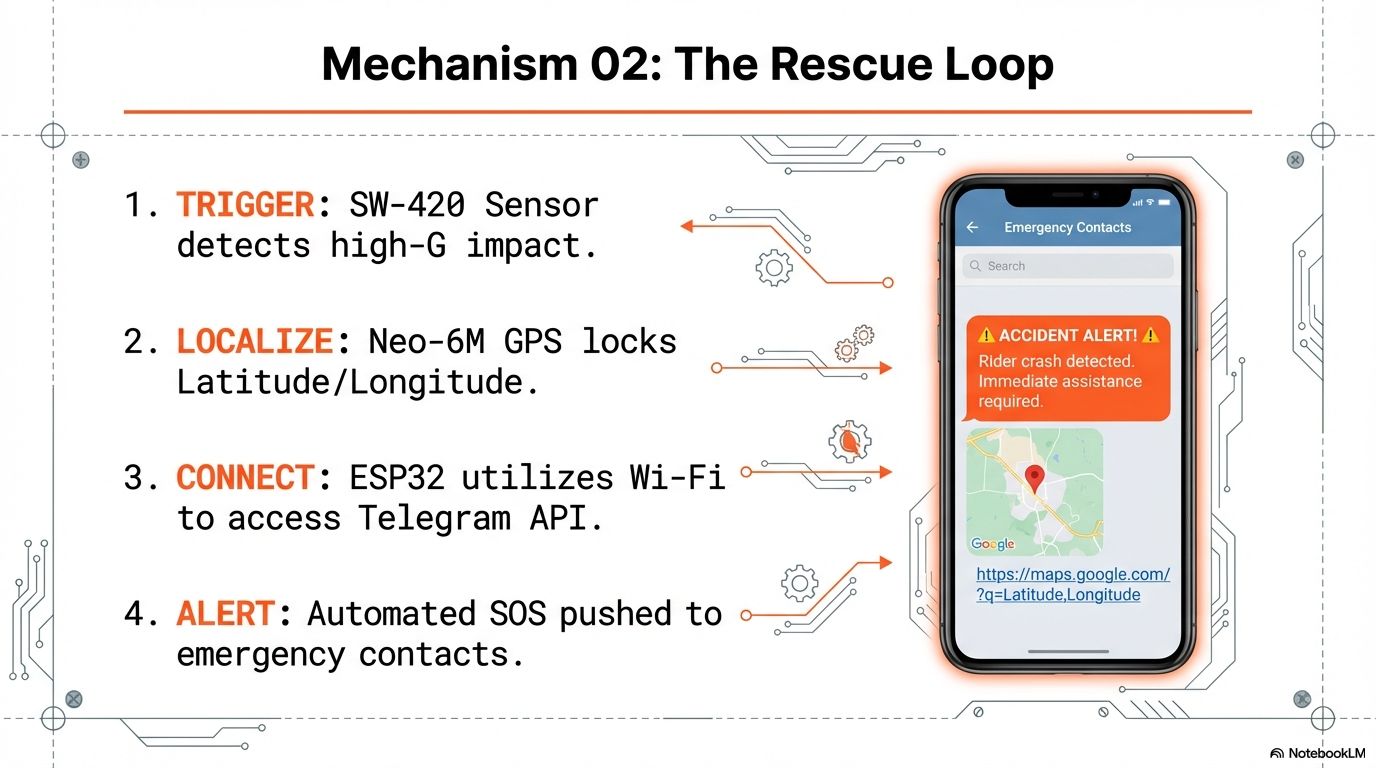 Mechanism 02: The Rescue Loop
1. TRIGGER: SW-420 Sensor
detects high-G impact.
2. LOCALIZE: Neo-6M GPS locks
Latitude/Longitude.
3. CONNECT: ESP32 utilizes Wi-Fi
to access Telegram API.
4. ALERT: Automated SOS pushed to
emergency contacts.
Emergency Contacts
Search
⚠️ ACCIDENT ALERT! ⚠️
Rider crash detected.
Immediate assistance
required.
Google
https://maps.google.com/
?q=Latitude,Longitude
NotebookLM